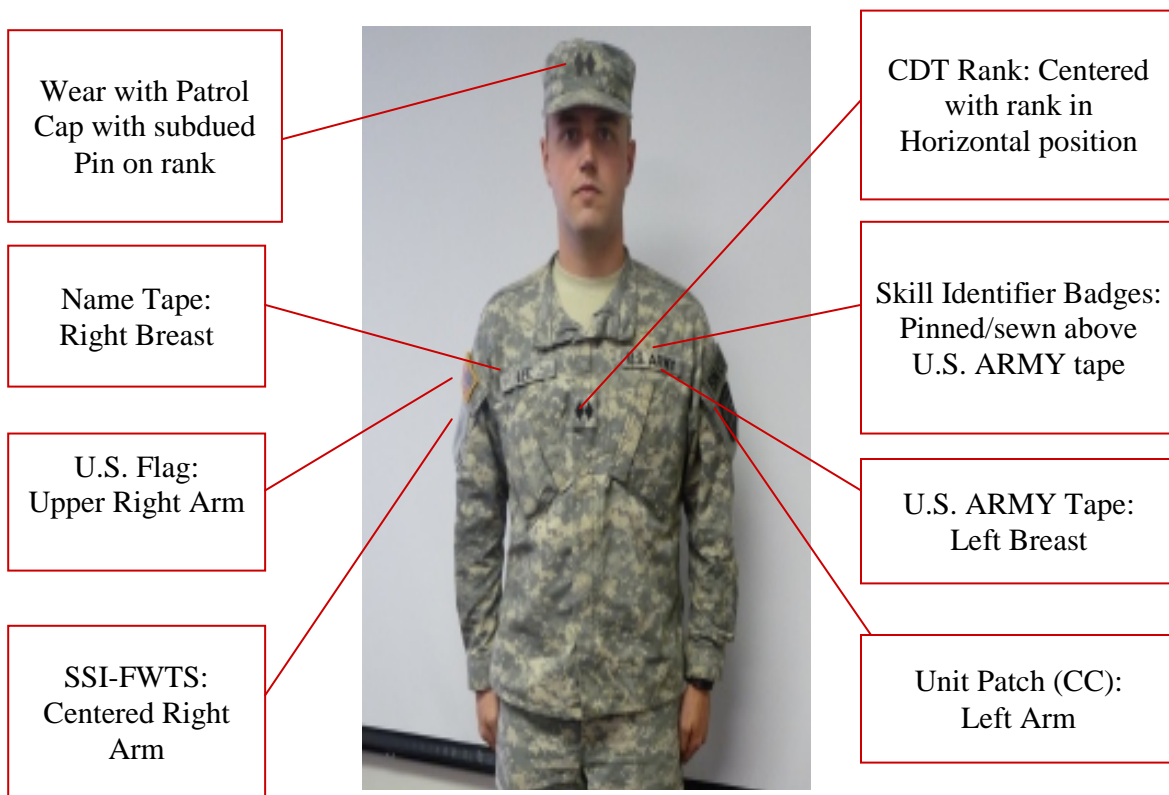 Wear with Patrol
Cap with subdued
Pin on rank
CDT Rank: Centered
with rank in
Horizontal position
Name Tape:
Right Breast
Skill Identifier Badges:
Pinned/sewn above
U.S. ARMY tape
LEE
U.S. ARMY
U.S. Flag:
Upper Right Arm
U.S. ARMY Tape:
Left Breast
SSI-FWTS:
Centered Right
Arm
Unit Patch (CC):
Left Arm